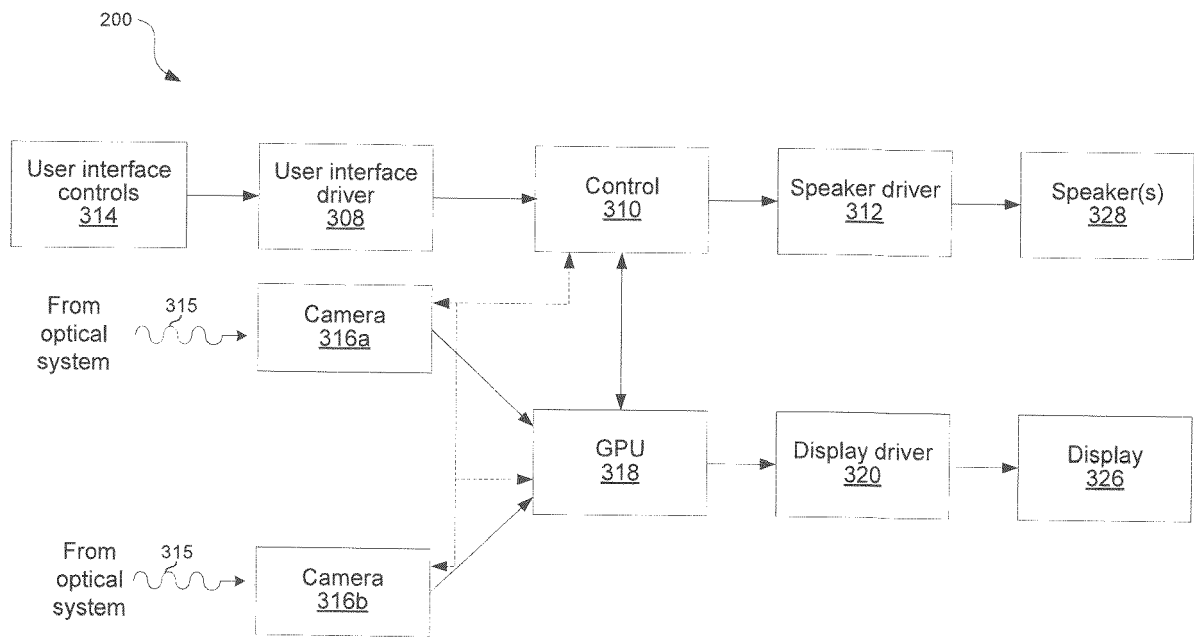 200
User interface
controls
314
User interface
driver
308
Control
310
Speaker driver
312
Speaker(s)
328
From
optical
system
315
Camera
316a
GPU
318
Display driver
320
Display
326
From
optical
system
315
Camera
316b